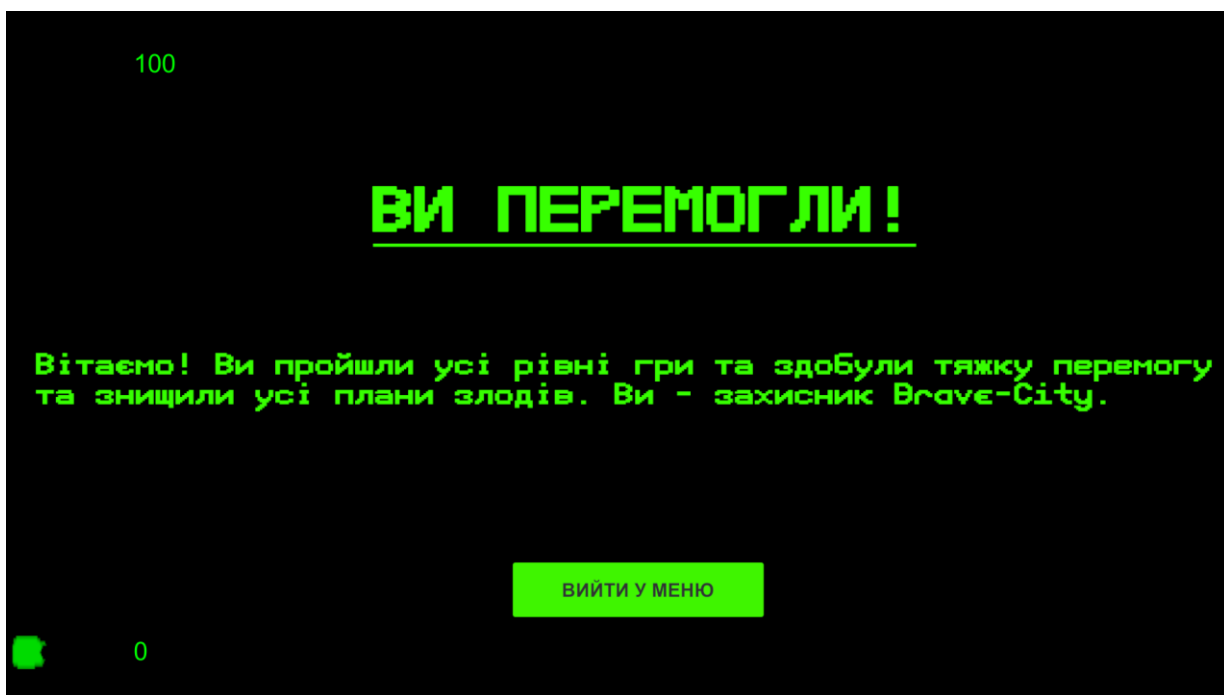 100
ВИ ПЕРЕМОГЛИ!
Вітаємо! Ви пройшли усі рівні гри та здобули тяжку перемогу
та знищили усі плани злодів. Ви - захисник Brave-City.
ВИЙТИ У МЕНЮ
0